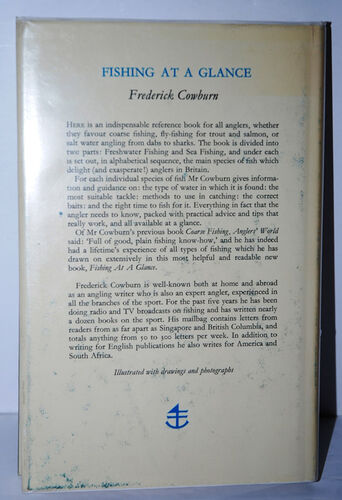 FISHING AT A GLANCE
Frederick Cowburn
HERE is an indispensable reference book for all anglers, whether
they favour coarse fishing, fly-fishing for trout and salmon, or
salt water angling from dabs to sharks. The book is divided into
two parts: Freshwater Fishing and Sea Fishing, and under each
is set out, in alphabetical sequence, the main species of fish which
delight (and exasperate!) anglers in Britain.
For each individual species of fish Mr Cowburn gives informa-
tion and guidance on: the type of water in which it is found: the
most suitable tackle: methods to use in catching: the correct
baits: and the right time to fish for it. Everything in fact that the
angler needs to know, packed with practical advice and tips that
really work, and all available at a glance.
Of Mr Cowburn's previous book Coarse Fishing, Anglers' World
said: 'Full of good, plain fishing know-how,' and he has indeed
had a lifetime's experience of all types of fishing which he has
drawn on extensively in this most helpful and readable new
book, Fishing At A Glance.
Frederick Cowburn is well-known both at home and abroad
as an angling writer who is also an expert angler, experienced in
all the branches of the sport. For the past five years he has been
doing radio and TV broadcasts on fishing and has written nearly
a dozen books on the sport. His mailbag contains letters from
readers from as far apart as Singapore and British Columbia, and
totals anything from 50 to 300 letters per week. In addition to
writing for English publications he also writes for America and
South Africa.
Illustrated with drawings and photographs